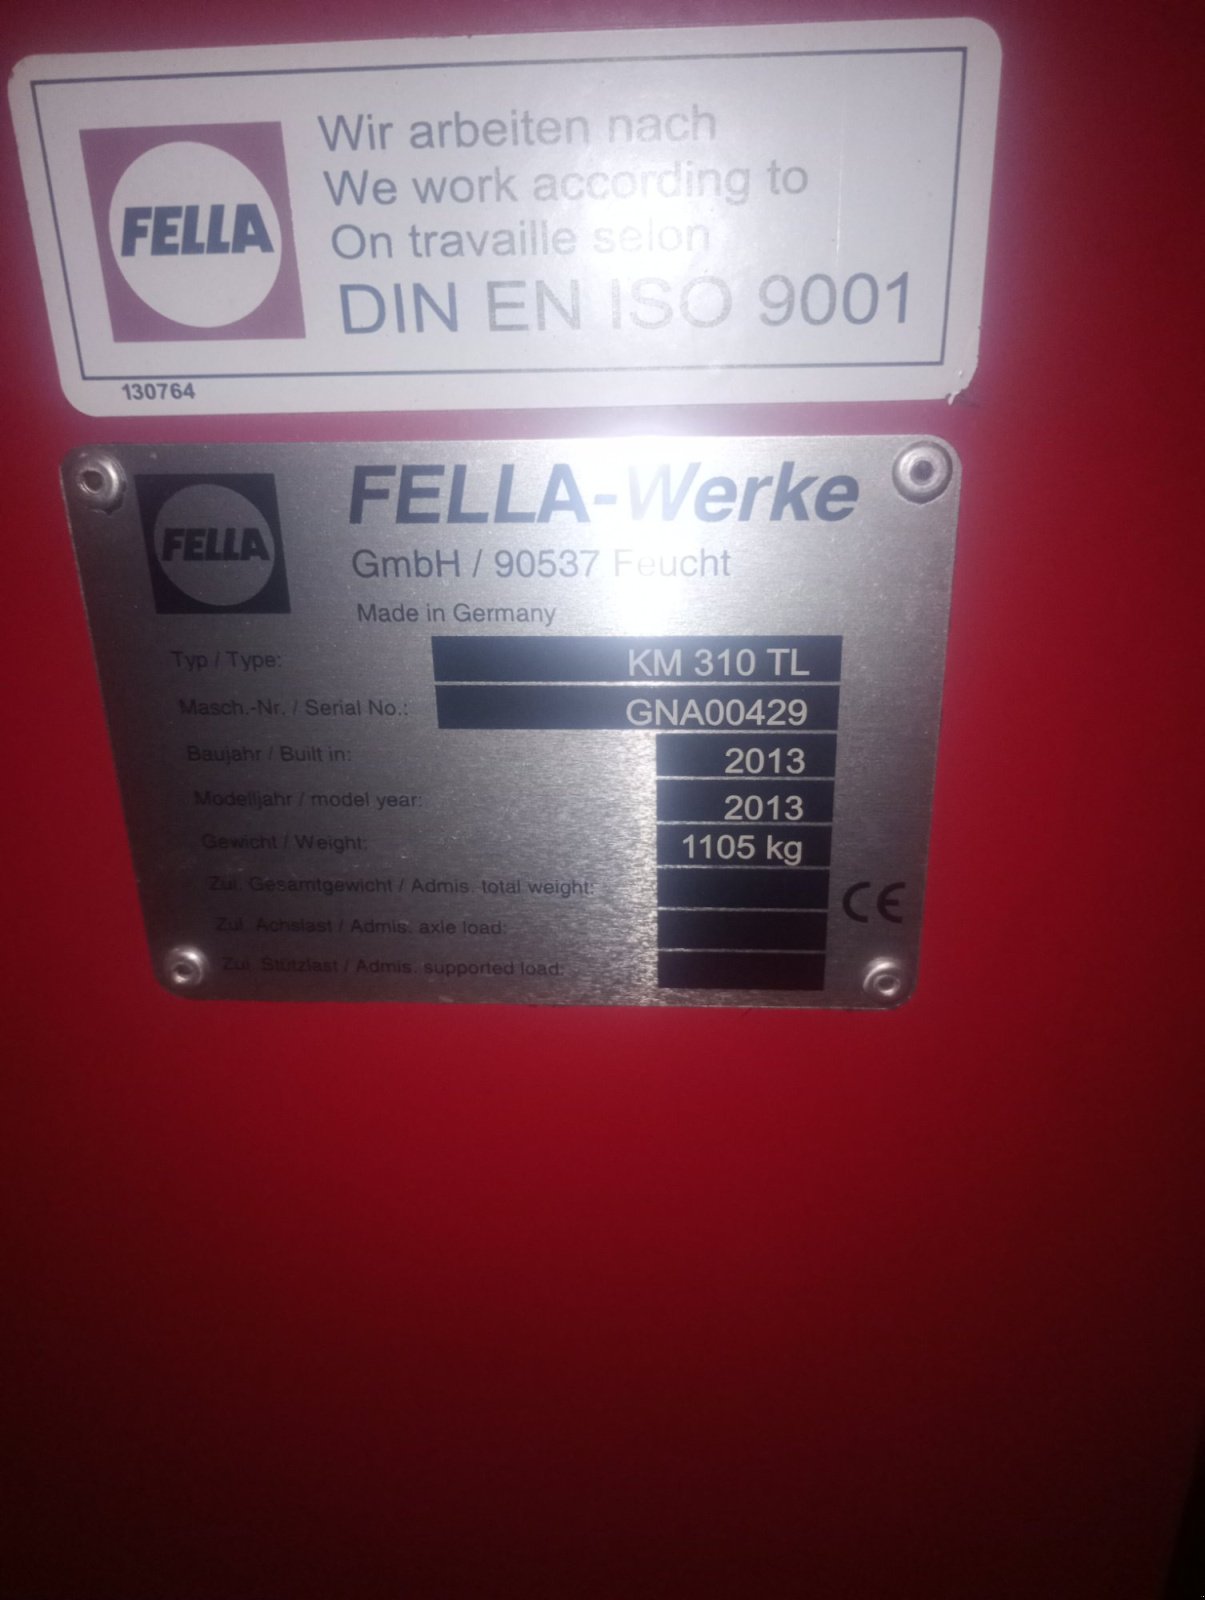 FELLA
Wir arbeiten nach
We work according to
On travaille selon
DIN EN ISO 9001
130764
FELLA
FELLA-Werke
GmbH / 90537 Feucht
Made in Germany
Typ / Type: KM 310 TL
Masch.-Nr. / Serial No.: GNA00429
Baujahr / Built in: 2013
Modelljahr / model year: 2013
Gewicht / Weight: 1105 kg
Zul. Gesamtgewicht / Admis. total weight:
Zul. Achslast / Admis. axle load:
Zul. Stützlast / Admis. supported load:
CE